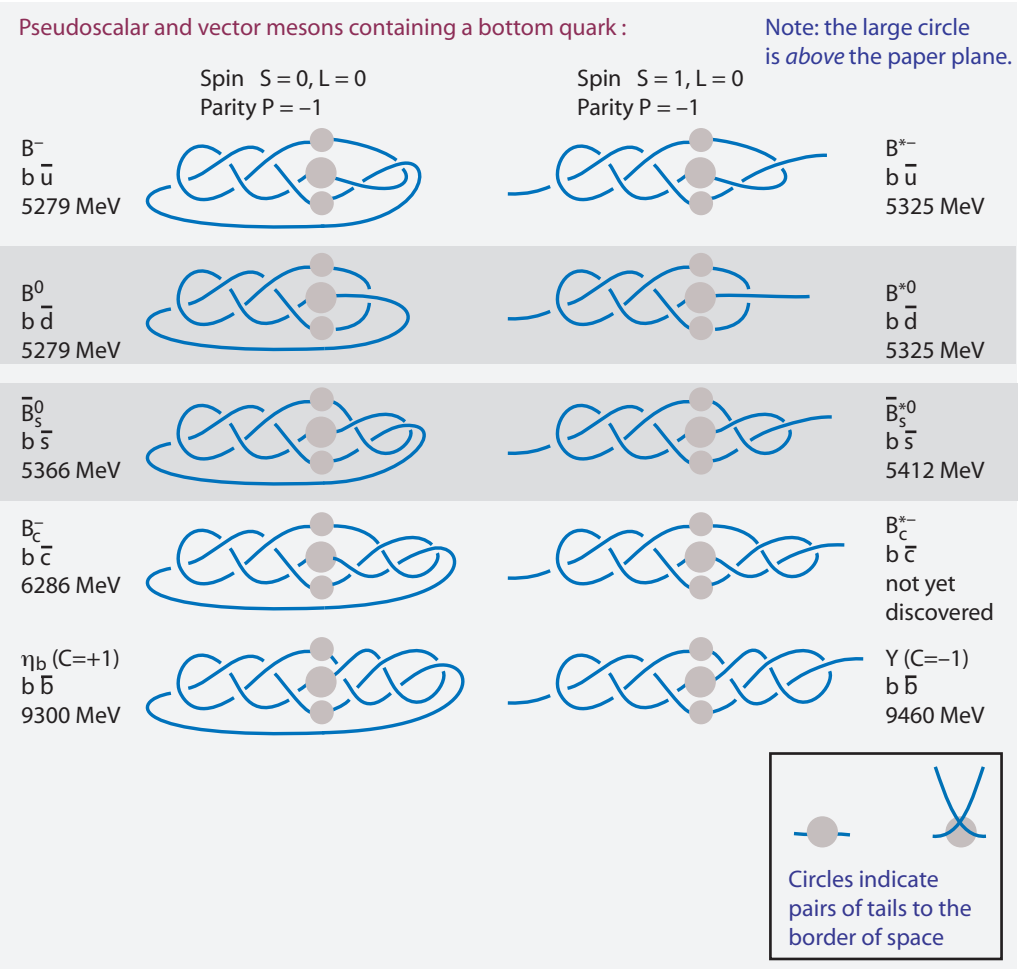 Pseudoscalar and vector mesons containing a bottom quark :
Note: the large circle
is above the paper plane.
Spin S = 0, L = 0
Parity P = –1
Spin S = 1, L = 0
Parity P = –1
B⁻
b u̅
5279 MeV
B*⁻
b u̅
5325 MeV
B⁰
b d̅
5279 MeV
B*⁰
b d̅
5325 MeV
B̅ₛ⁰
b s̅
5366 MeV
B̅ₛ*⁰
b s̅
5412 MeV
B_c⁻
b c̅
6286 MeV
B_c*⁻
b c̅
not yet
discovered
η_b (C=+1)
b b̅
9300 MeV
Υ (C=–1)
b b̅
9460 MeV
Circles indicate
pairs of tails to the
border of space